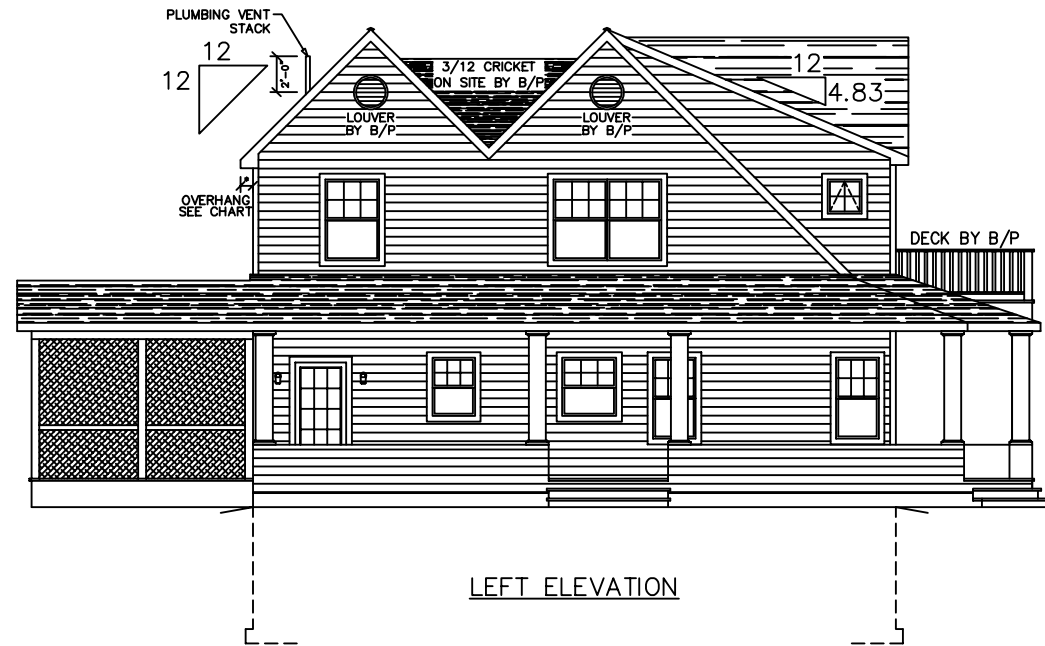 PLUMBING VENT
STACK
12
12
2'-0"
3/12 CRICKET
ON SITE BY B/P
12
4.83
LOUVER
BY B/P
LOUVER
BY B/P
OVERHANG
SEE CHART
DECK BY B/P
LEFT ELEVATION